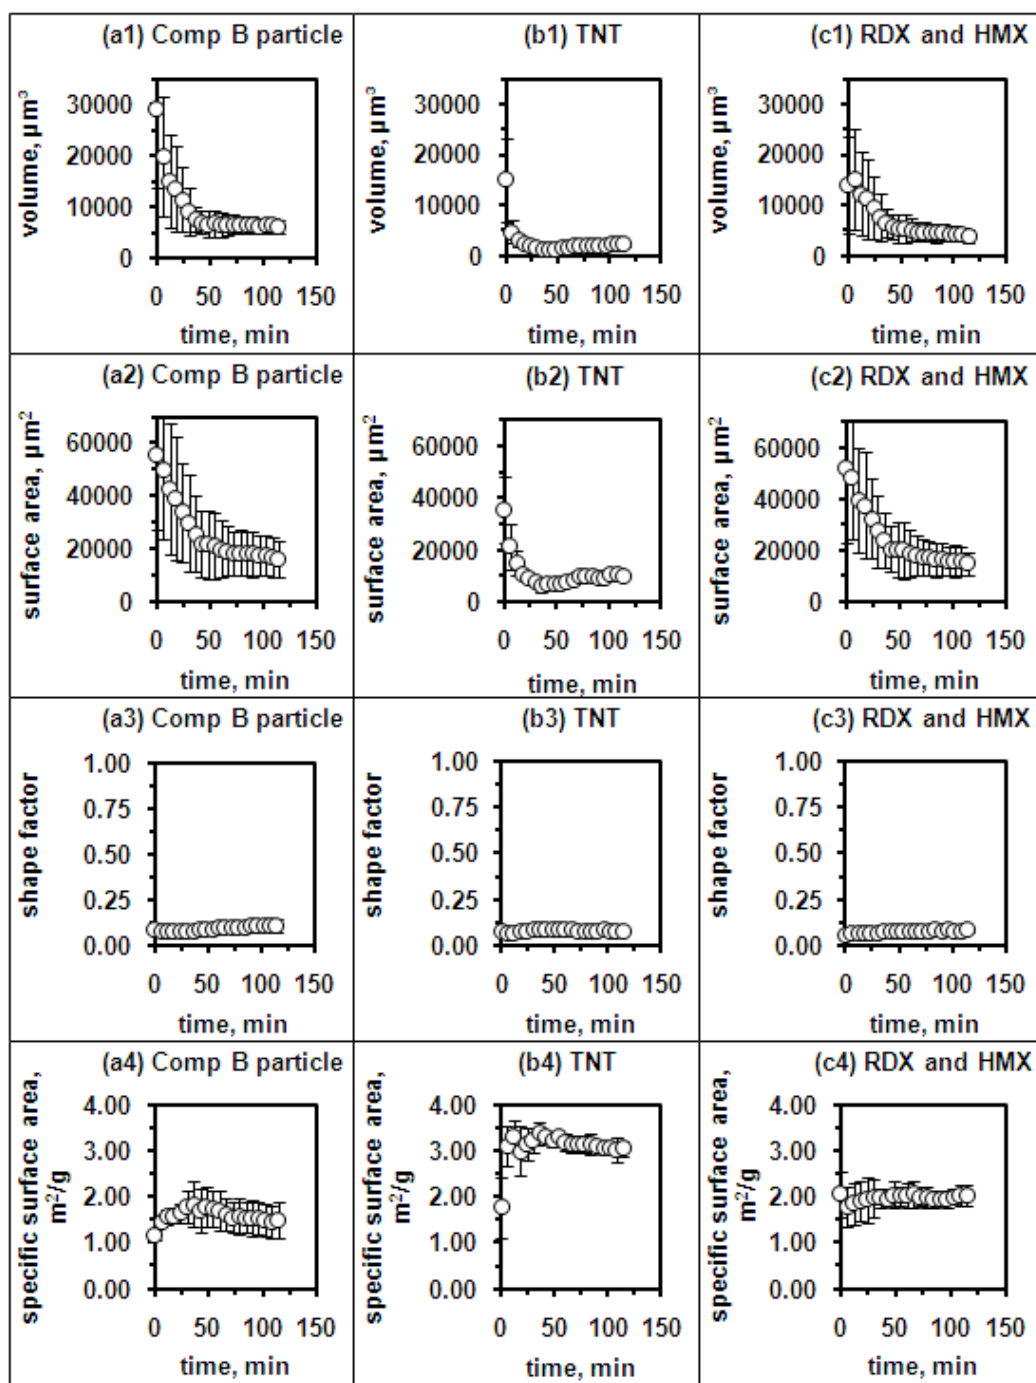 (a1) Comp B particle
volume, µm³
30000
20000
10000
0
0 50 100 150
time, min
(b1) TNT
volume, µm³
30000
20000
10000
0
0 50 100 150
time, min
(c1) RDX and HMX
volume, µm³
30000
20000
10000
0
0 50 100 150
time, min
(a2) Comp B particle
surface area, µm²
60000
40000
20000
0
0 50 100 150
time, min
(b2) TNT
surface area, µm²
60000
40000
20000
0
0 50 100 150
time, min
(c2) RDX and HMX
surface area, µm²
60000
40000
20000
0
0 50 100 150
time, min
(a3) Comp B particle
shape factor
1.00
0.75
0.50
0.25
0.00
0 50 100 150
time, min
(b3) TNT
shape factor
1.00
0.75
0.50
0.25
0.00
0 50 100 150
time, min
(c3) RDX and HMX
shape factor
1.00
0.75
0.50
0.25
0.00
0 50 100 150
time, min
(a4) Comp B particle
specific surface area,
m²/g
4.00
3.00
2.00
1.00
0.00
0 50 100 150
time, min
(b4) TNT
specific surface area,
m²/g
4.00
3.00
2.00
1.00
0.00
0 50 100 150
time, min
(c4) RDX and HMX
specific surface area,
m²/g
4.00
3.00
2.00
1.00
0.00
0 50 100 150
time, min